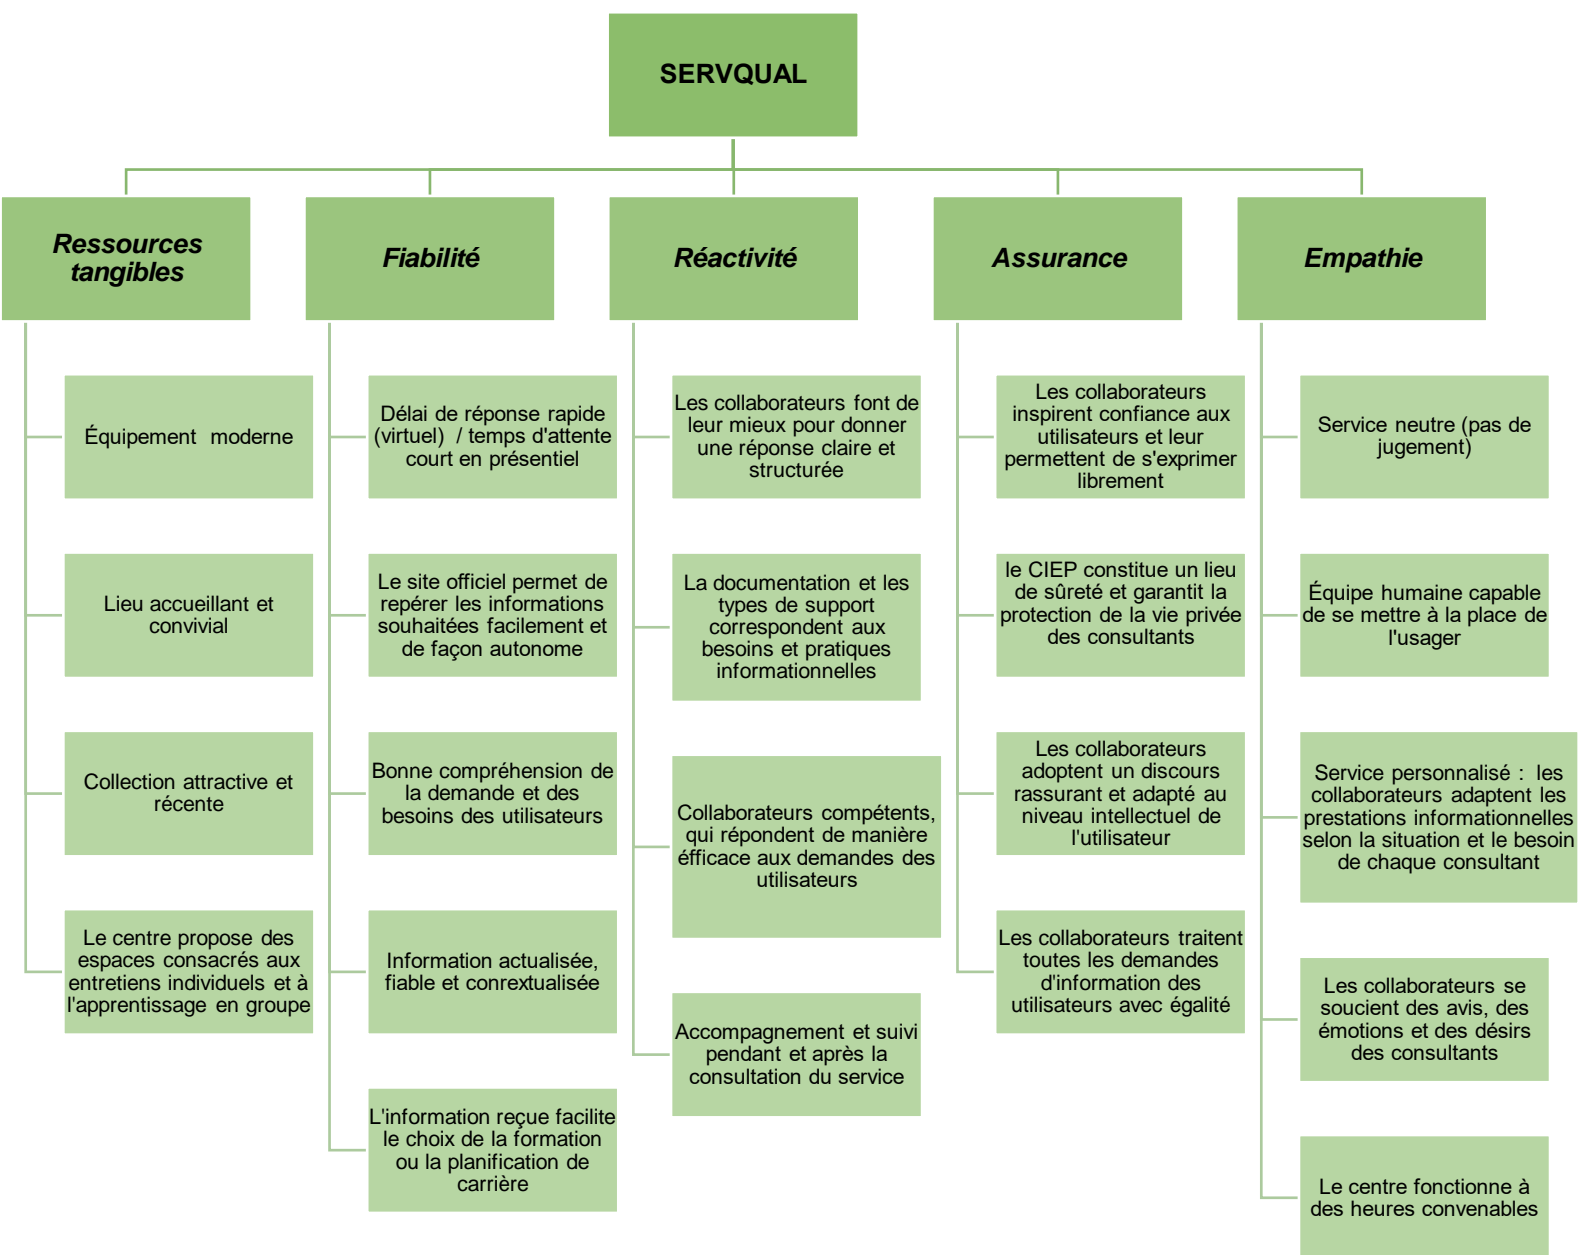 SERVQUAL
Ressources
tangibles
Équipement moderne
Lieu accueillant et
convivial
Collection attractive et
récente
Le centre propose des
espaces consacrés aux
entretiens individuels et à
l'apprentissage en groupe
Fiabilité
Délai de réponse rapide
(virtuel) / temps d'attente
court en présentiel
Le site officiel permet de
repérer les informations
souhaitées facilement et
de façon autonome
Bonne compréhension de
la demande et des
besoins des utilisateurs
Information actualisée,
fiable et conrextualisée
L'information reçue facilite
le choix de la formation
ou la planification de
carrière
Réactivité
Les collaborateurs font de
leur mieux pour donner
une réponse claire et
structurée
La documentation et les
types de support
correspondent aux
besoins et pratiques
informationnelles
Collaborateurs compétents,
qui répondent de manière
éfficace aux demandes des
utilisateurs
Accompagnement et suivi
pendant et après la
consultation du service
Assurance
Les collaborateurs
inspirent confiance aux
utilisateurs et leur
permettent de s'exprimer
librement
le CIEP constitue un lieu
de sûreté et garantit la
protection de la vie privée
des consultants
Les collaborateurs
adoptent un discours
rassurant et adapté au
niveau intellectuel de
l'utilisateur
Les collaborateurs traitent
toutes les demandes
d'information des
utilisateurs avec égalité
Empathie
Service neutre (pas de
jugement)
Équipe humaine capable
de se mettre à la place de
l'usager
Service personnalisé : les
collaborateurs adaptent les
prestations informationnelles
selon la situation et le besoin
de chaque consultant
Les collaborateurs se
soucient des avis, des
émotions et des désirs
des consultants
Le centre fonctionne à
des heures convenables